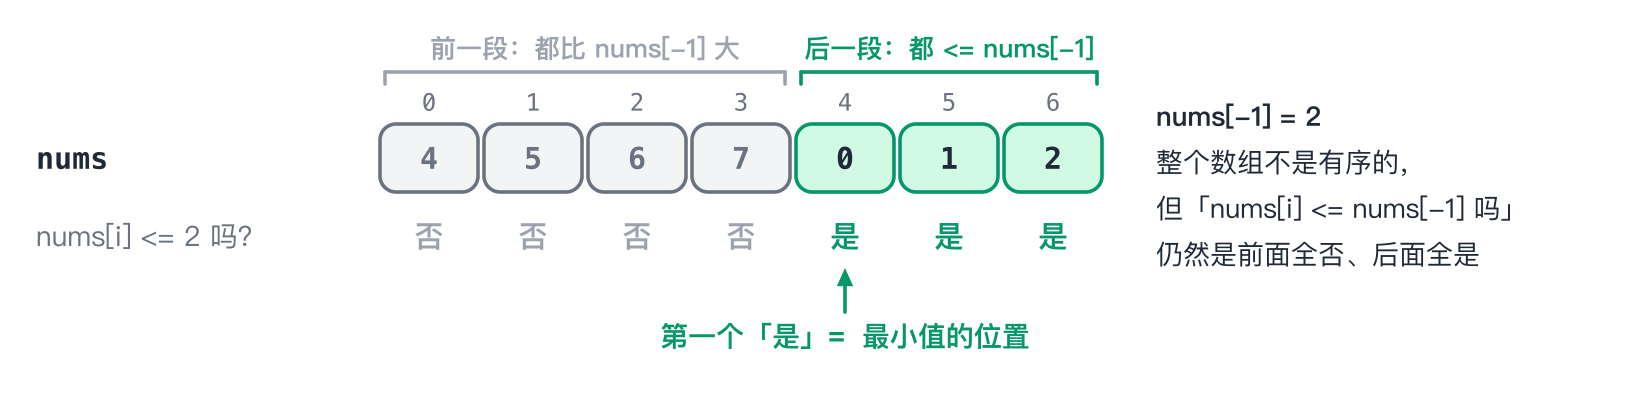 前一段：都比 nums[-1] 大 后一段：都 <= nums[-1]
0 1 2 3 4 5 6
nums 4 5 6 7 0 1 2
nums[i] <= 2 吗? 否 否 否 否 是 是 是
第一个「是」= 最小值的位置
nums[-1] = 2
整个数组不是有序的，
但「nums[i] <= nums[-1] 吗」
仍然是前面全否、后面全是